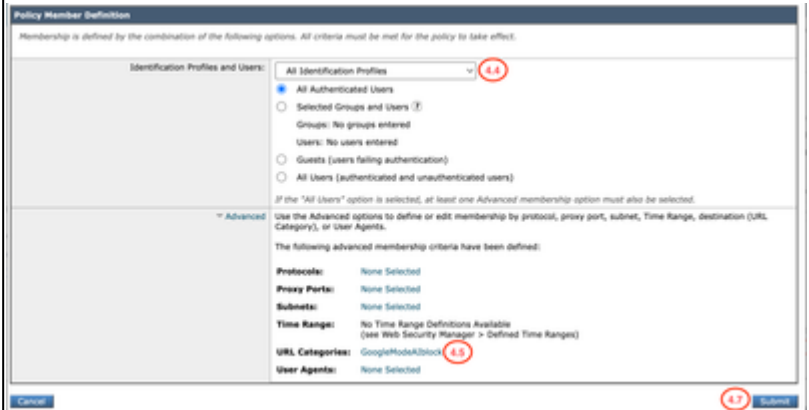 Policy Member Definition
Membership is defined by the combination of the following options. All criteria must be met for the policy to take effect.
Identification Profiles and Users:
All Identification Profiles
4.4
All Authenticated Users
Selected Groups and Users ?
Groups: No groups entered
Users: No users entered
Guests (users failing authentication)
All Users (authenticated and unauthenticated users)
If the "All Users" option is selected, at least one Advanced membership option must also be selected.
Advanced
Use the Advanced options to define or edit membership by protocol, proxy port, subnet, Time Range, destination (URL
Category), or User Agents.
The following advanced membership criteria have been defined:
Protocols: None Selected
Proxy Ports: None Selected
Subnets: None Selected
Time Range: No Time Range Definitions Available
(see Web Security Manager > Defined Time Ranges)
URL Categories: GoogleModeAIblock 4.5
User Agents: None Selected
Cancel
4.7 Submit